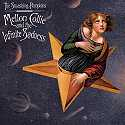 The Smashing Pumpkins
Mellon Collie
and the
Infinite Sadness